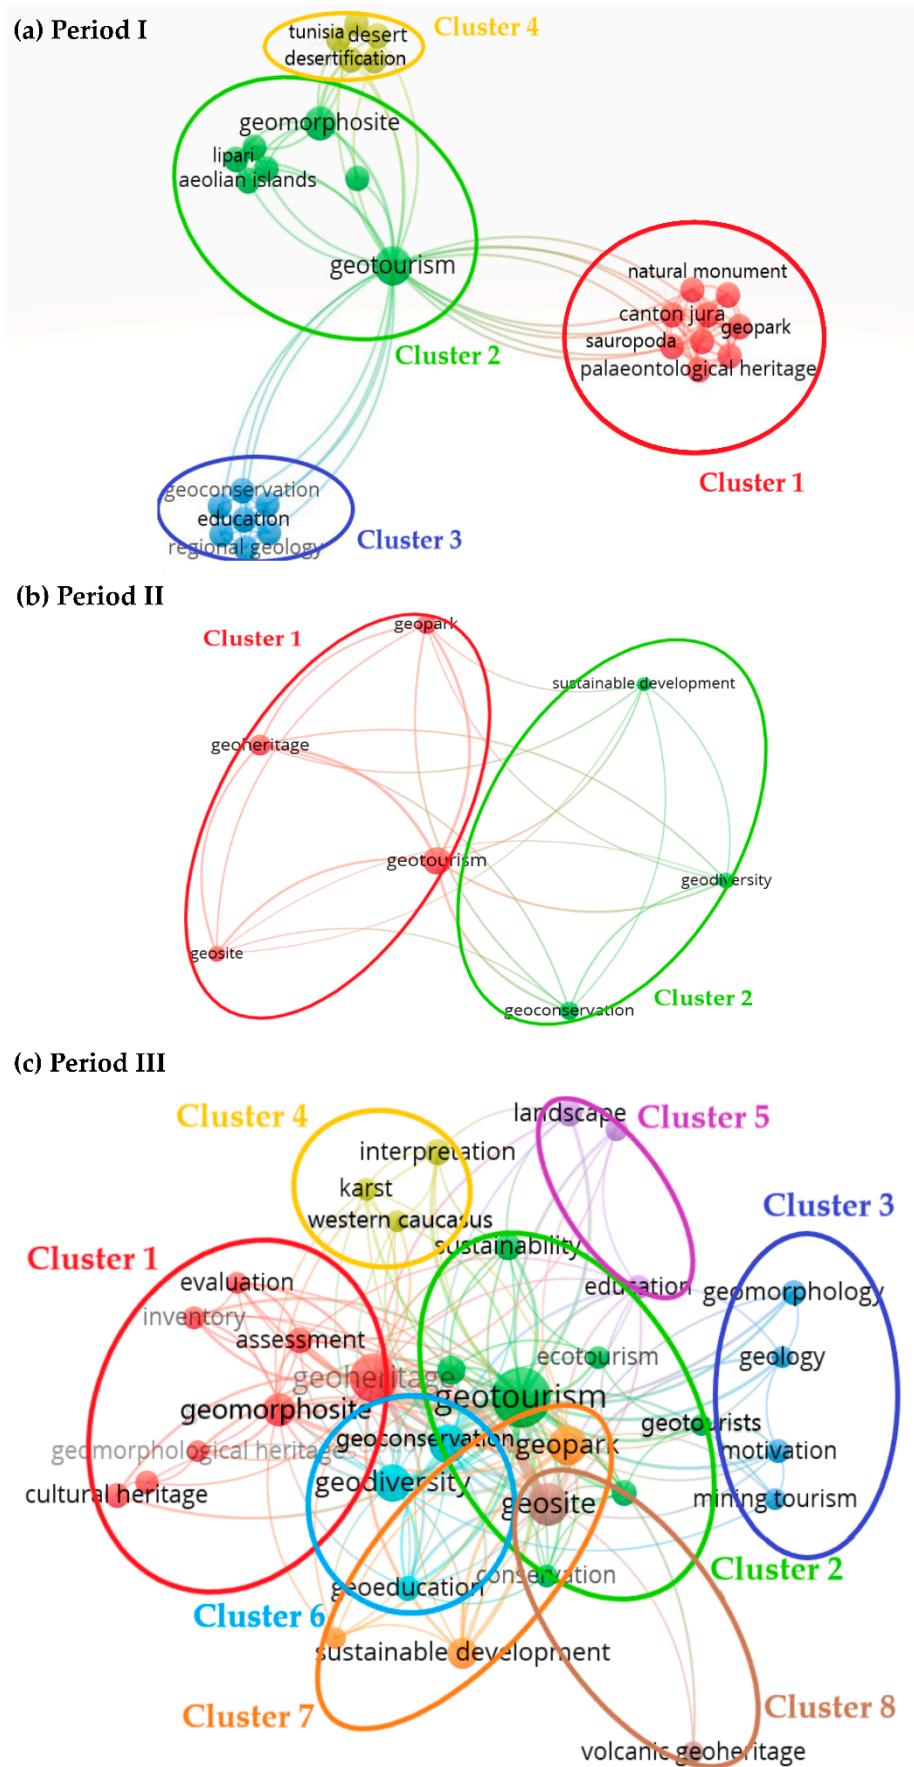 (a) Period I
Cluster 4
tunisia desert
desertification
geomorphosite
lipari
aeolian islands
geotourism
natural monument
canton jura
geopark
sauropoda
palaeontological heritage
Cluster 2
Cluster 1
geoconservation
education
regional geology
Cluster 3
(b) Period II
Cluster 1
geopark
sustainable development
geoheritage
geotourism
geodiversity
geosite
geoconservation
Cluster 2
(c) Period III
Cluster 4
landscape
Cluster 5
interpretation
karst
western caucasus
Cluster 3
sustainability
Cluster 1
evaluation
education
geomorphology
inventory
assessment
ecotourism
geology
geoheritage
geotourism
geomorphosite
geotourists
geoconservation
geopark
geomorphological heritage
motivation
geodiversity
cultural heritage
geosite
mining tourism
conservation
Cluster 2
geoeducation
Cluster 6
sustainable development
Cluster 7
Cluster 8
volcanic geoheritage